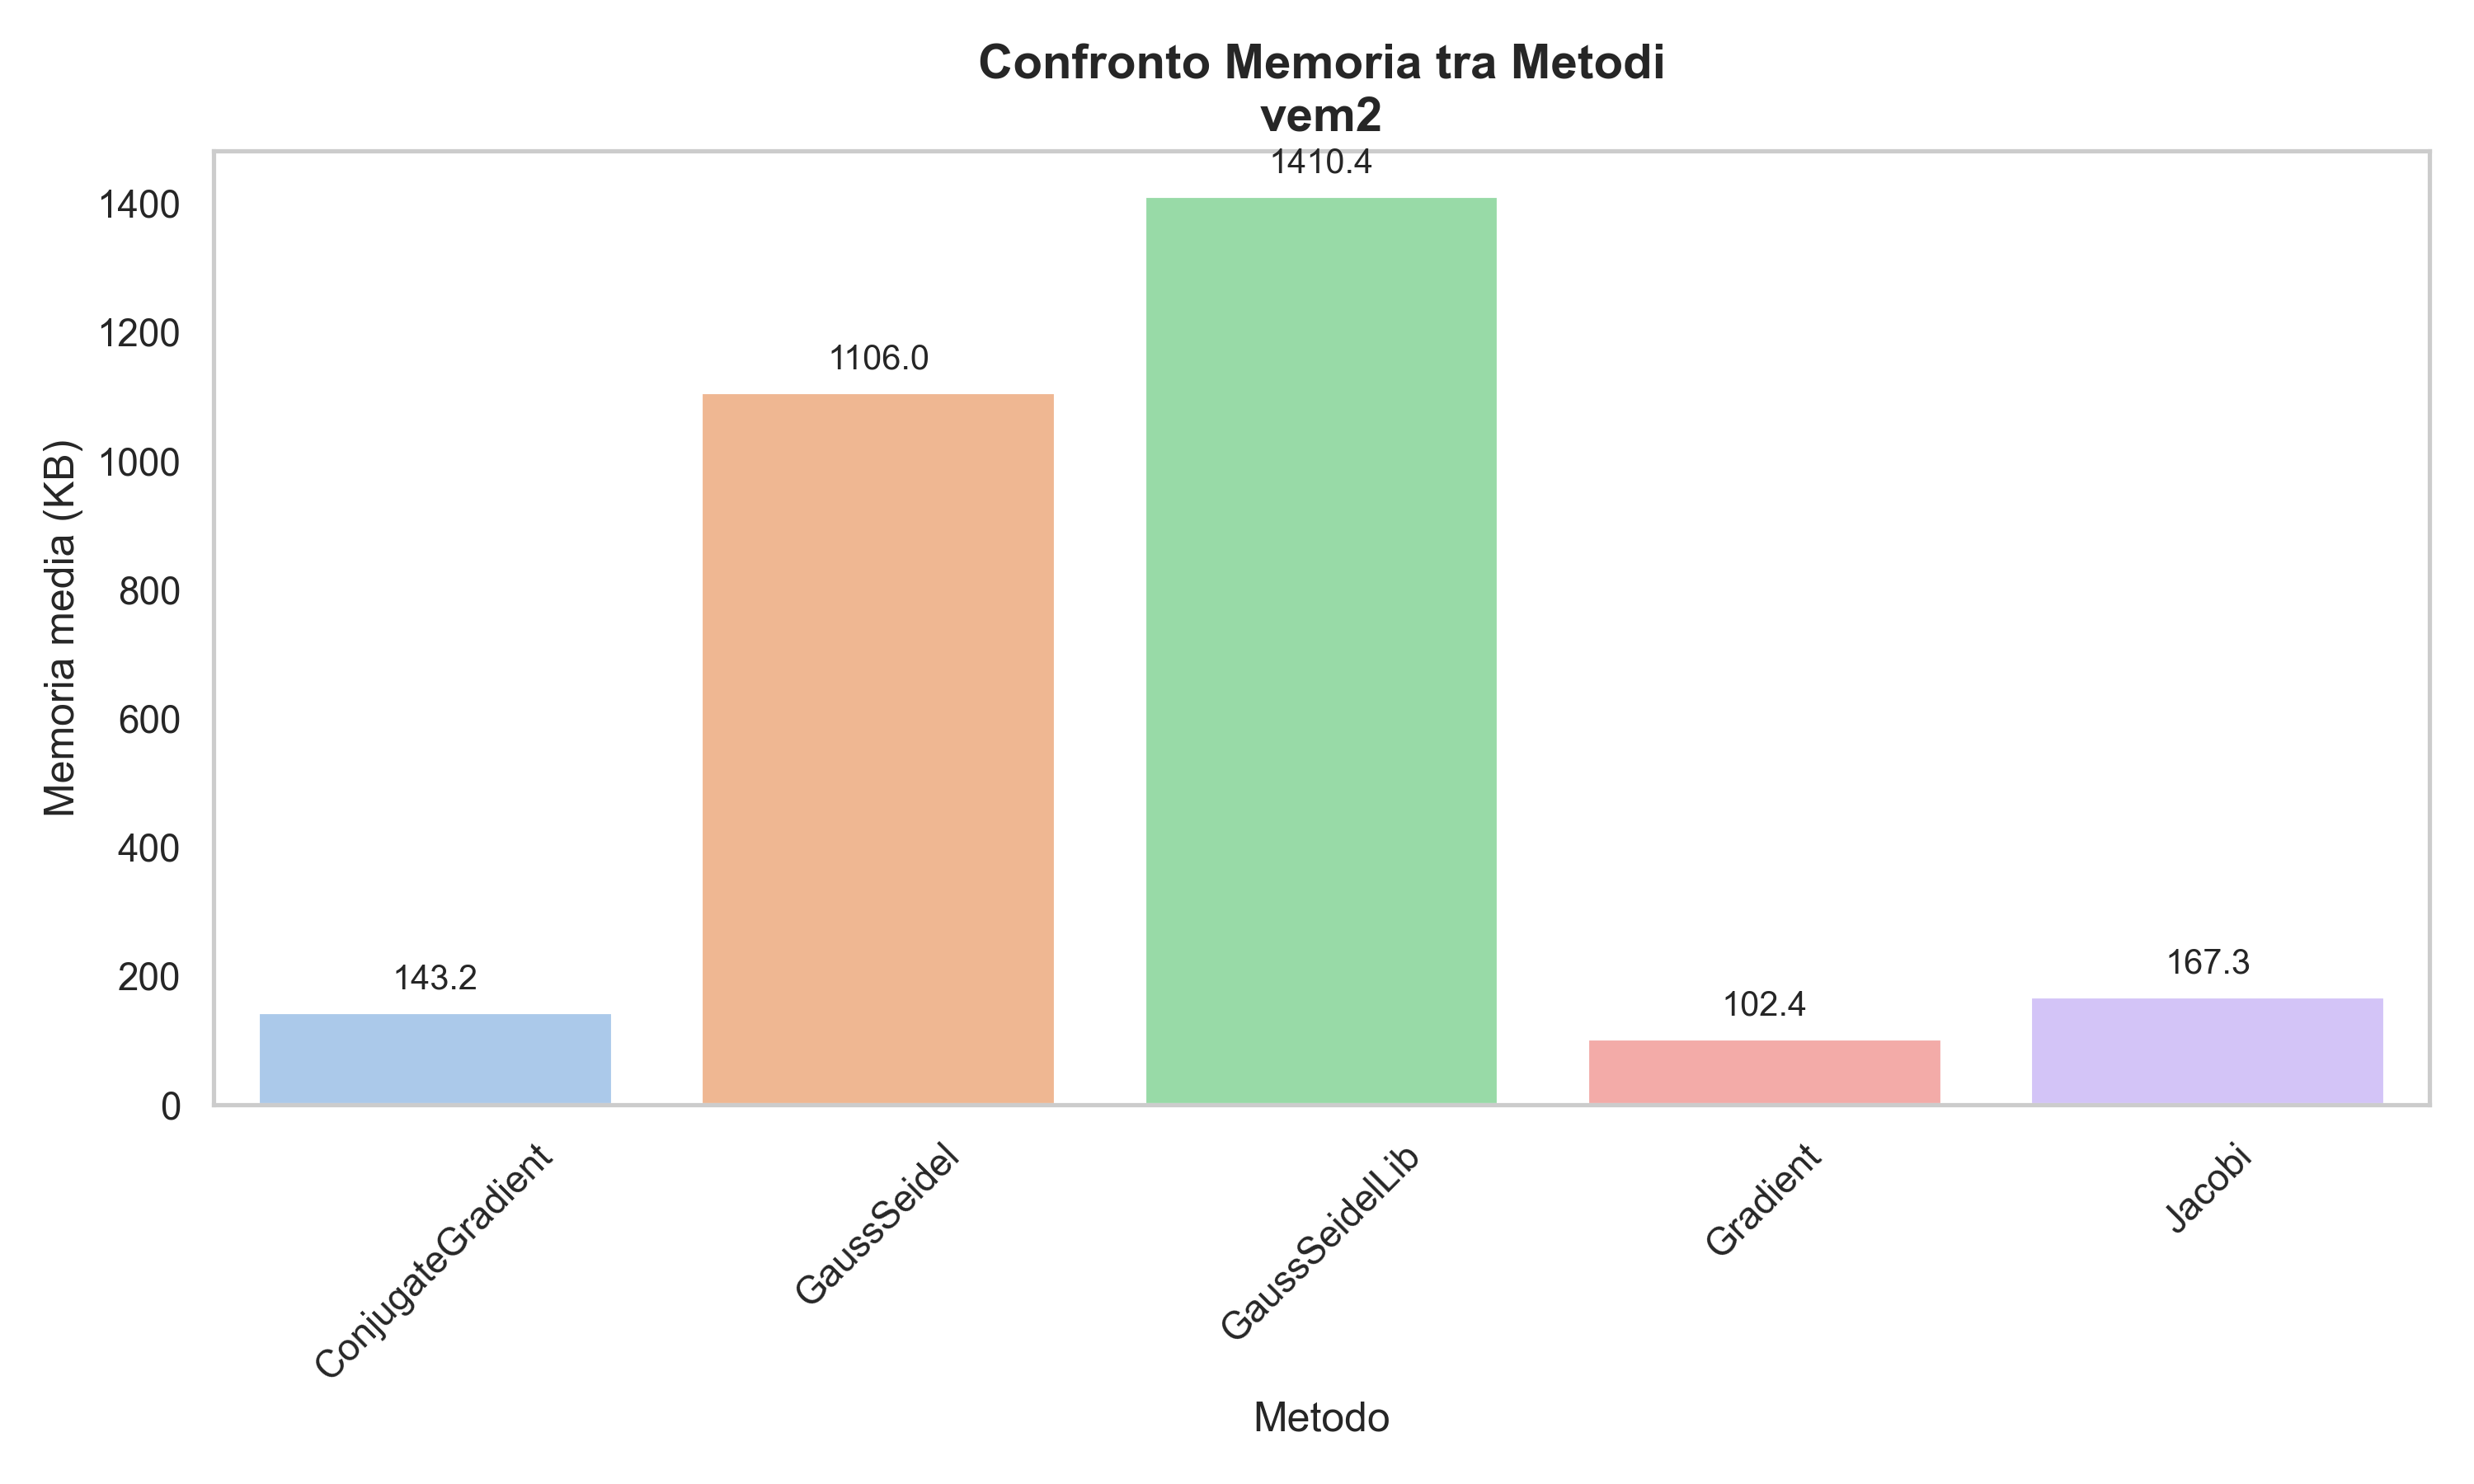 Confronto Memoria tra Metodi
vem2
Memoria media (KB)
1400
1200
1000
800
600
400
200
0
143.2
1106.0
1410.4
102.4
167.3
ConjugateGradient
GaussSeidel
GaussSeidelLib
Gradient
Jacobi
Metodo